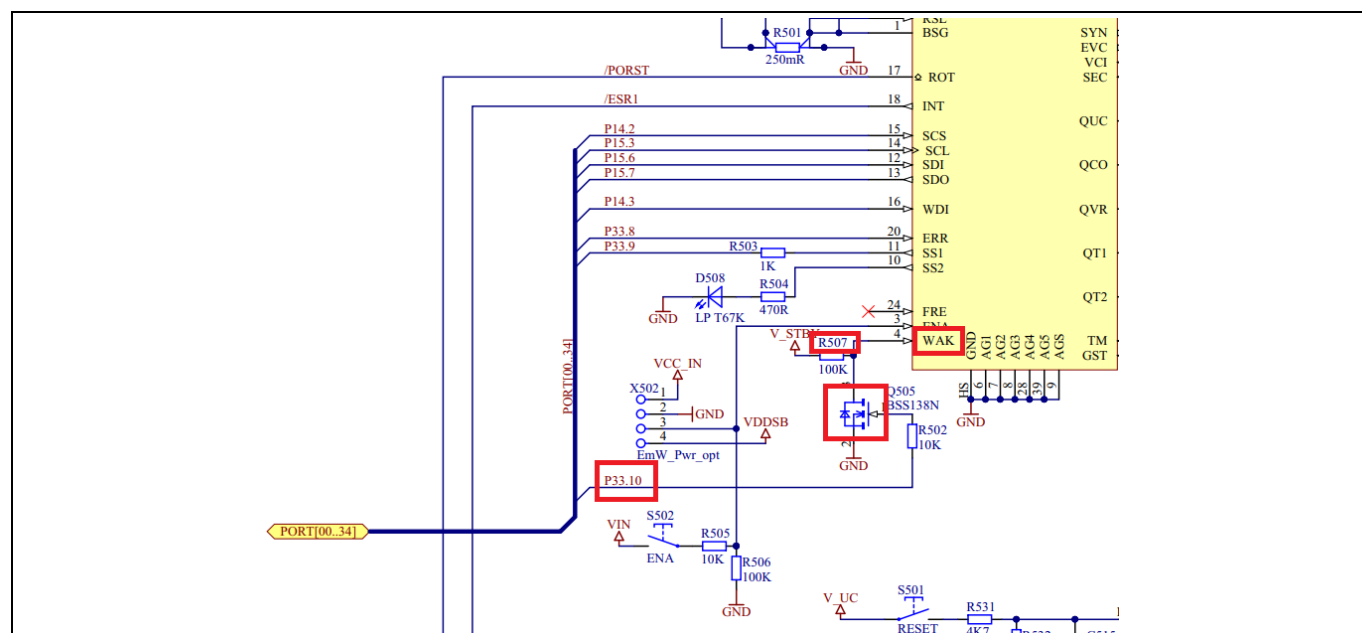 RSL
1
BSG
SYN
EVC
VCI
SEC
R501
250mR
GND
/PORST
17
ROT
/ESR1
18
INT
QUC
P14.2
15
SCS
P15.3
14
SCL
P15.6
12
SDI
QCO
P15.7
13
SDO
P14.3
16
WDI
QVR
P33.8
20
ERR
P33.9
R503
1K
11
SS1
QT1
10
SS2
D508
LP T67K
R504
470R
GND
24
FRE
QT2
3
ENA
V_STBY
R507
100K
4
WAK
TM
GST
GND
AG1
AG2
AG3
AG4
AG5
AGS
HS
6
7
8
28
39
9
GND
PORT[00..34]
VCC_IN
X502
1
2
3
4
GND
VDDSB
EmW_Pwr_opt
3
Q505
BSS138N
2
GND
R502
10K
P33.10
PORT[00..34]
VIN
S502
ENA
R505
10K
R506
100K
GND
V_UC
S501
RESET
R531
4K7